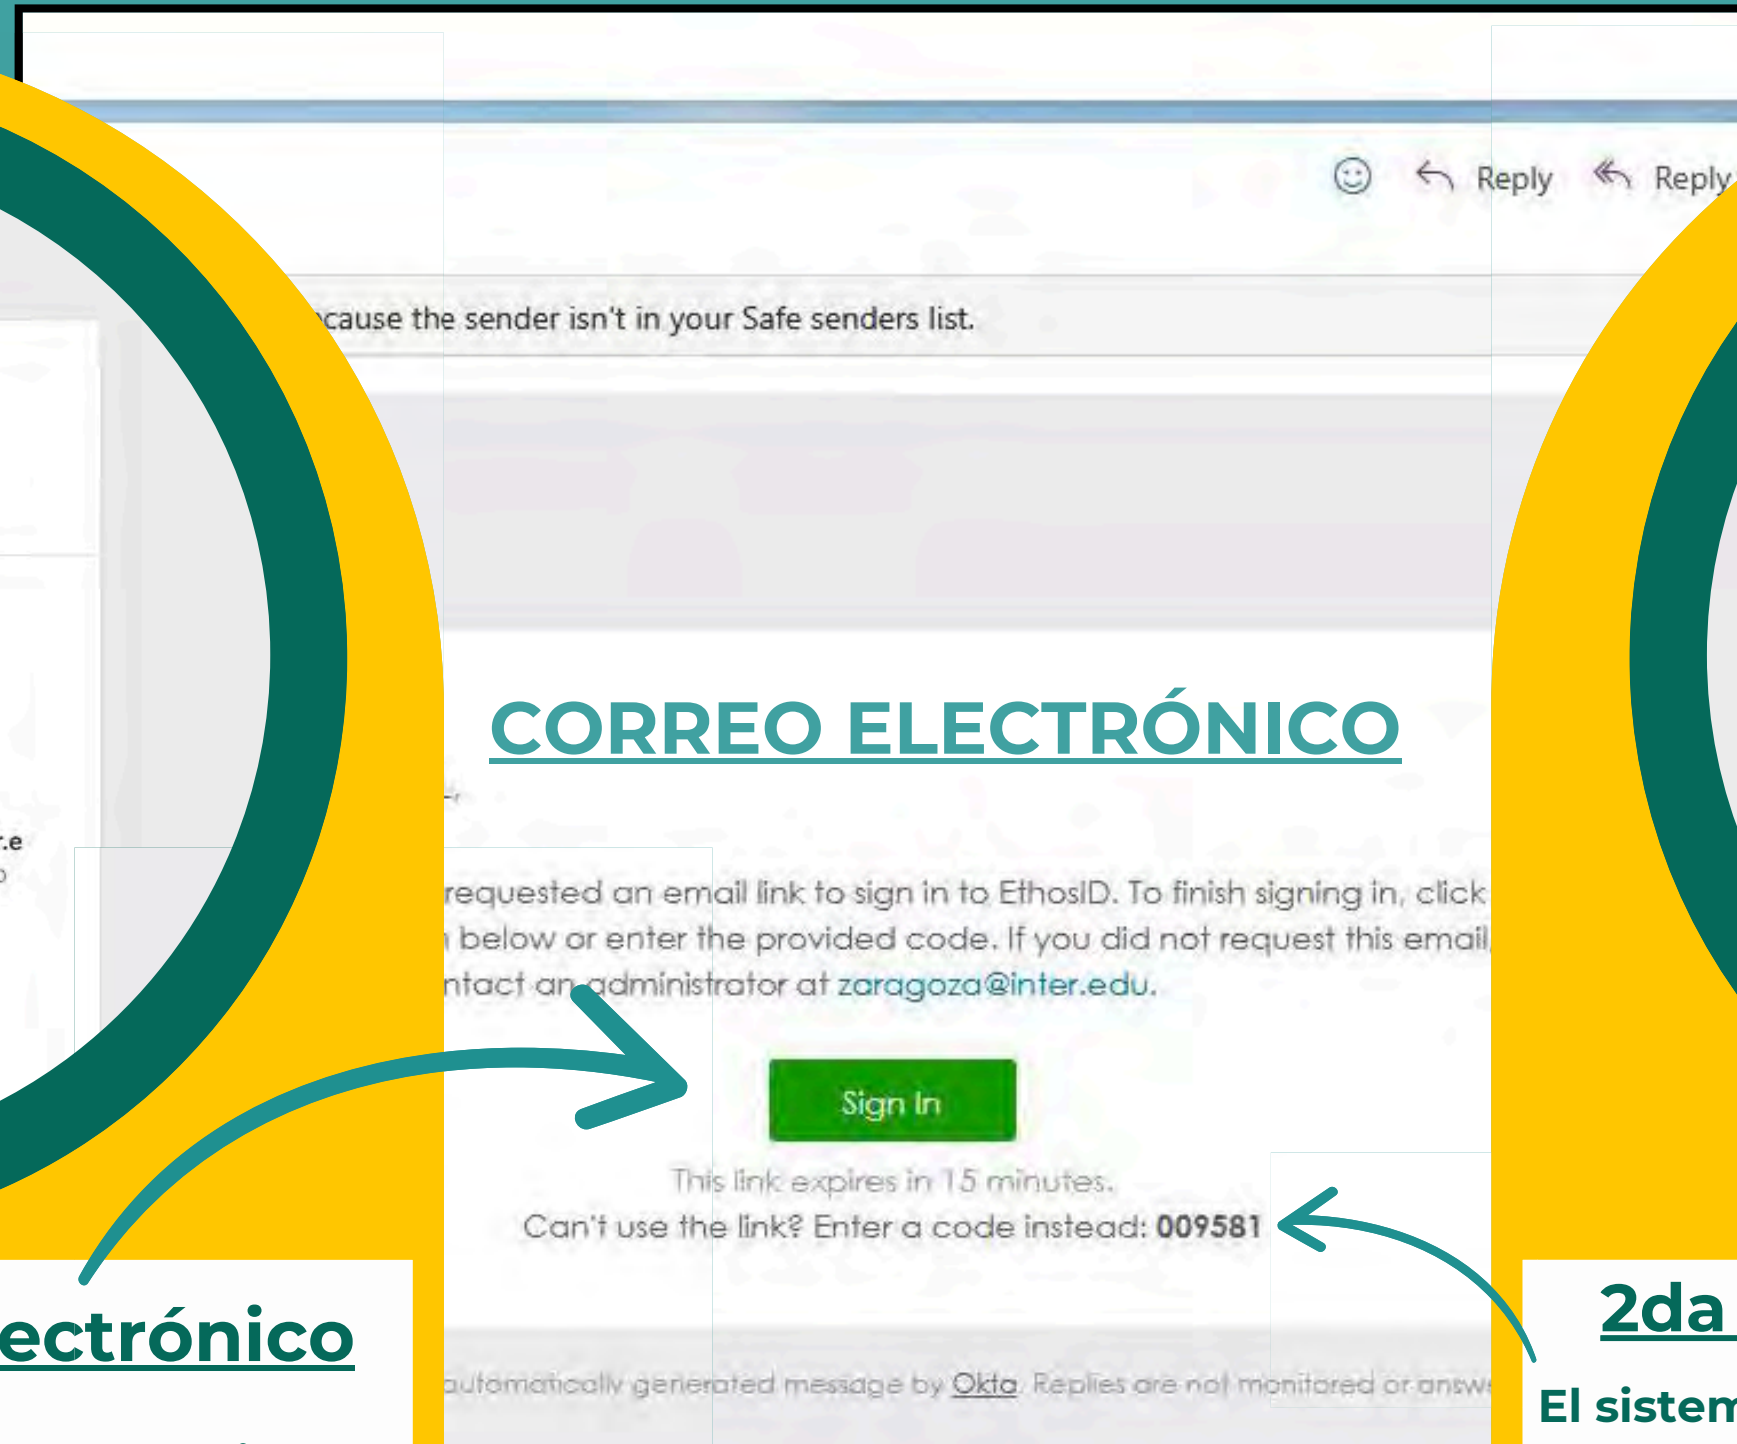 Reply Reply
cause the sender isn't in your Safe senders list.
CORREO ELECTRÓNICO
r.e
requested an email link to sign in to EthosID. To finish signing in, click
below or enter the provided code. If you did not request this email,
ntact an administrator at zaragoza@inter.edu.
Sign In
This link expires in 15 minutes.
Can't use the link? Enter a code instead: 009581
ectrónico
2da
automatically generated message by Okta. Replies are not monitored or answ
El sistem